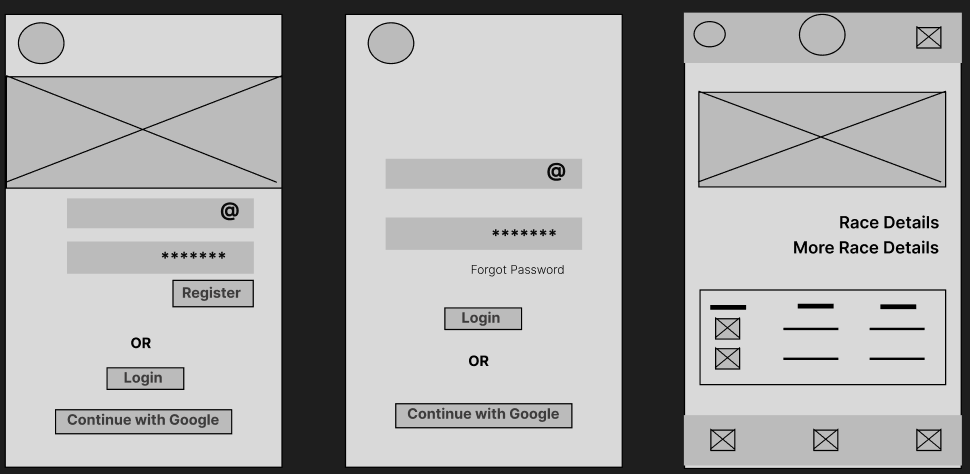 @
*******
Register
OR
Login
Continue with Google
@
*******
Forgot Password
Login
OR
Continue with Google
Race Details
More Race Details